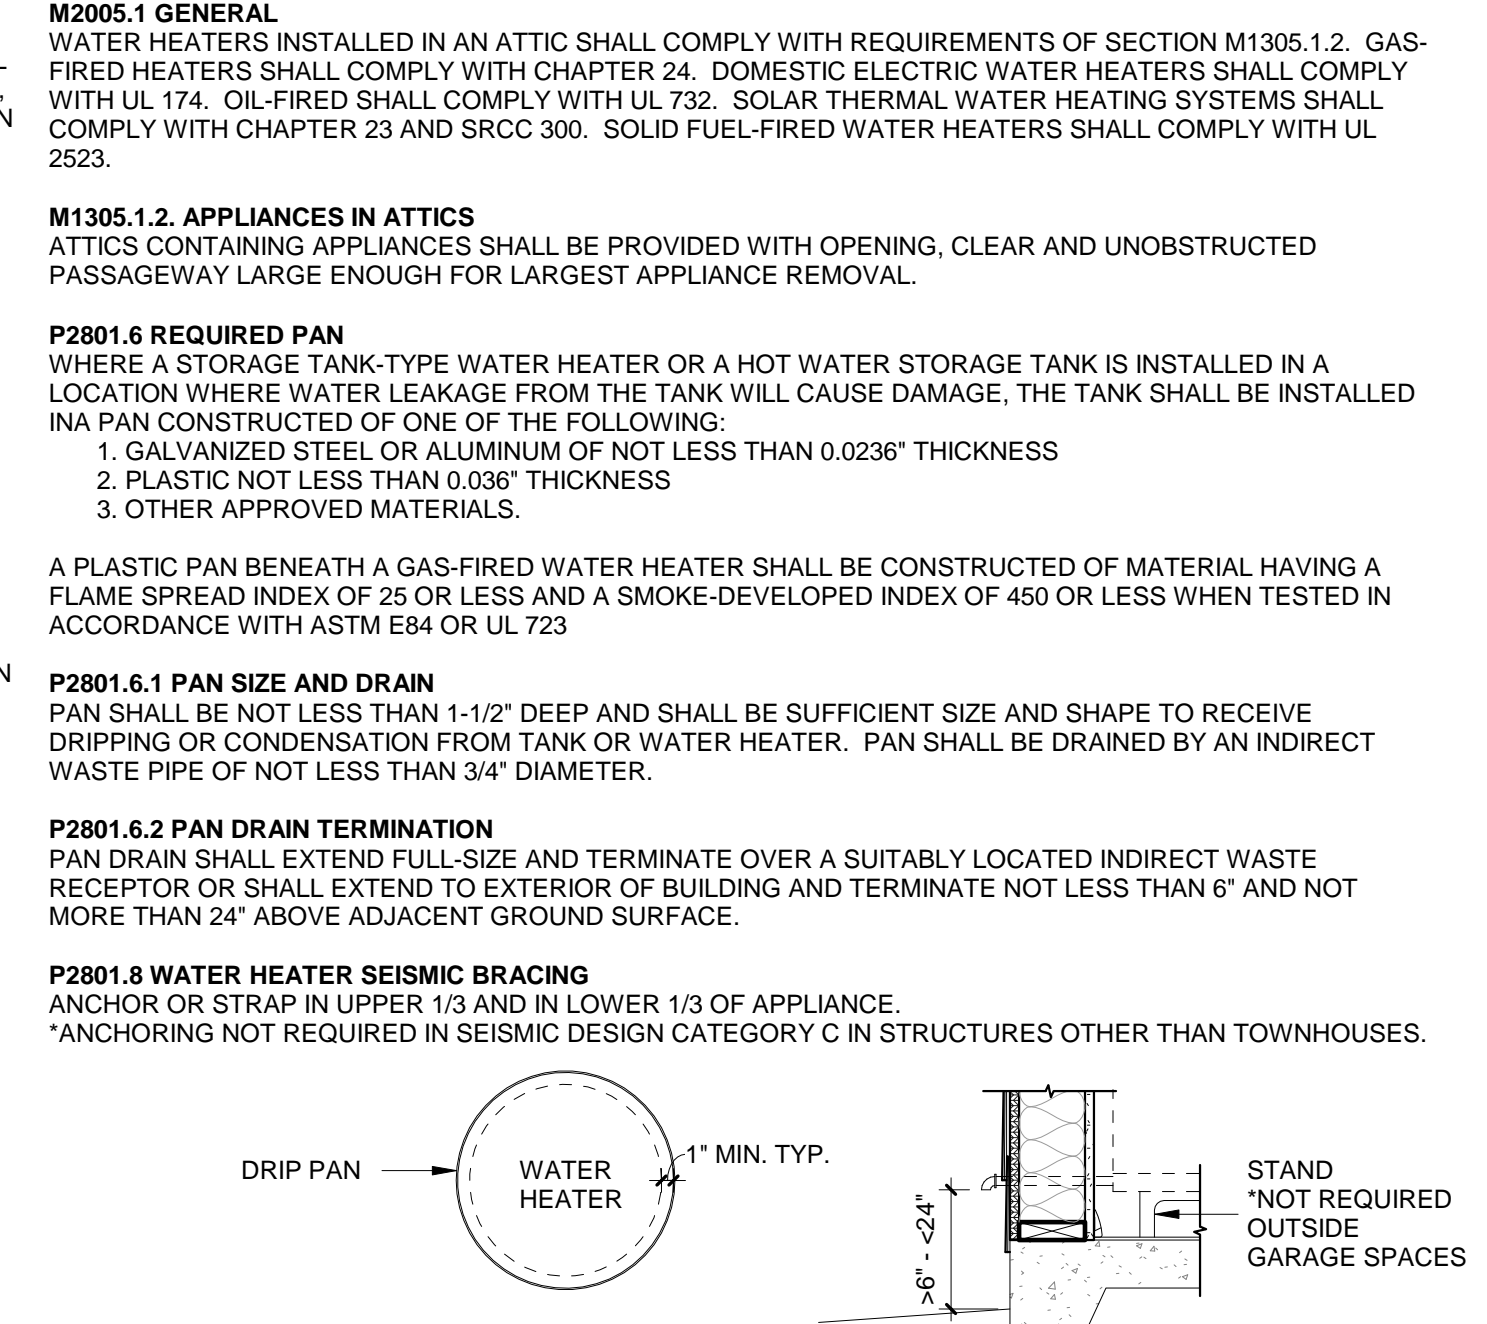 M2005.1 GENERAL
WATER HEATERS INSTALLED IN AN ATTIC SHALL COMPLY WITH REQUIREMENTS OF SECTION M1305.1.2.  GAS-
FIRED HEATERS SHALL COMPLY WITH CHAPTER 24.  DOMESTIC ELECTRIC WATER HEATERS SHALL COMPLY
WITH UL 174.  OIL-FIRED SHALL COMPLY WITH UL 732.  SOLAR THERMAL WATER HEATING SYSTEMS SHALL
COMPLY WITH CHAPTER 23 AND SRCC 300.  SOLID FUEL-FIRED WATER HEATERS SHALL COMPLY WITH UL
2523.
M1305.1.2. APPLIANCES IN ATTICS
ATTICS CONTAINING APPLIANCES SHALL BE PROVIDED WITH OPENING, CLEAR AND UNOBSTRUCTED
PASSAGEWAY LARGE ENOUGH FOR LARGEST APPLIANCE REMOVAL.
P2801.6 REQUIRED PAN
WHERE A STORAGE TANK-TYPE WATER HEATER OR A HOT WATER STORAGE TANK IS INSTALLED IN A
LOCATION WHERE WATER LEAKAGE FROM THE TANK WILL CAUSE DAMAGE, THE TANK SHALL BE INSTALLED
INA PAN CONSTRUCTED OF ONE OF THE FOLLOWING:
1. GALVANIZED STEEL OR ALUMINUM OF NOT LESS THAN 0.0236" THICKNESS
2. PLASTIC NOT LESS THAN 0.036" THICKNESS
3. OTHER APPROVED MATERIALS.
A PLASTIC PAN BENEATH A GAS-FIRED WATER HEATER SHALL BE CONSTRUCTED OF MATERIAL HAVING A
FLAME SPREAD INDEX OF 25 OR LESS AND A SMOKE-DEVELOPED INDEX OF 450 OR LESS WHEN TESTED IN
ACCORDANCE WITH ASTM E84 OR UL 723
P2801.6.1 PAN SIZE AND DRAIN
PAN SHALL BE NOT LESS THAN 1-1/2" DEEP AND SHALL BE SUFFICIENT SIZE AND SHAPE TO RECEIVE
DRIPPING OR CONDENSATION FROM TANK OR WATER HEATER.  PAN SHALL BE DRAINED BY AN INDIRECT
WASTE PIPE OF NOT LESS THAN 3/4" DIAMETER.
P2801.6.2 PAN DRAIN TERMINATION
PAN DRAIN SHALL EXTEND FULL-SIZE AND TERMINATE OVER A SUITABLY LOCATED INDIRECT WASTE
RECEPTOR OR SHALL EXTEND TO EXTERIOR OF BUILDING AND TERMINATE NOT LESS THAN 6" AND NOT
MORE THAN 24" ABOVE ADJACENT GROUND SURFACE.
P2801.8 WATER HEATER SEISMIC BRACING
ANCHOR OR STRAP IN UPPER 1/3 AND IN LOWER 1/3 OF APPLIANCE.
*ANCHORING NOT REQUIRED IN SEISMIC DESIGN CATEGORY C IN STRUCTURES OTHER THAN TOWNHOUSES.
DRIP PAN
WATER
HEATER
1" MIN. TYP.
>6" - <24"
STAND
*NOT REQUIRED
OUTSIDE
GARAGE SPACES